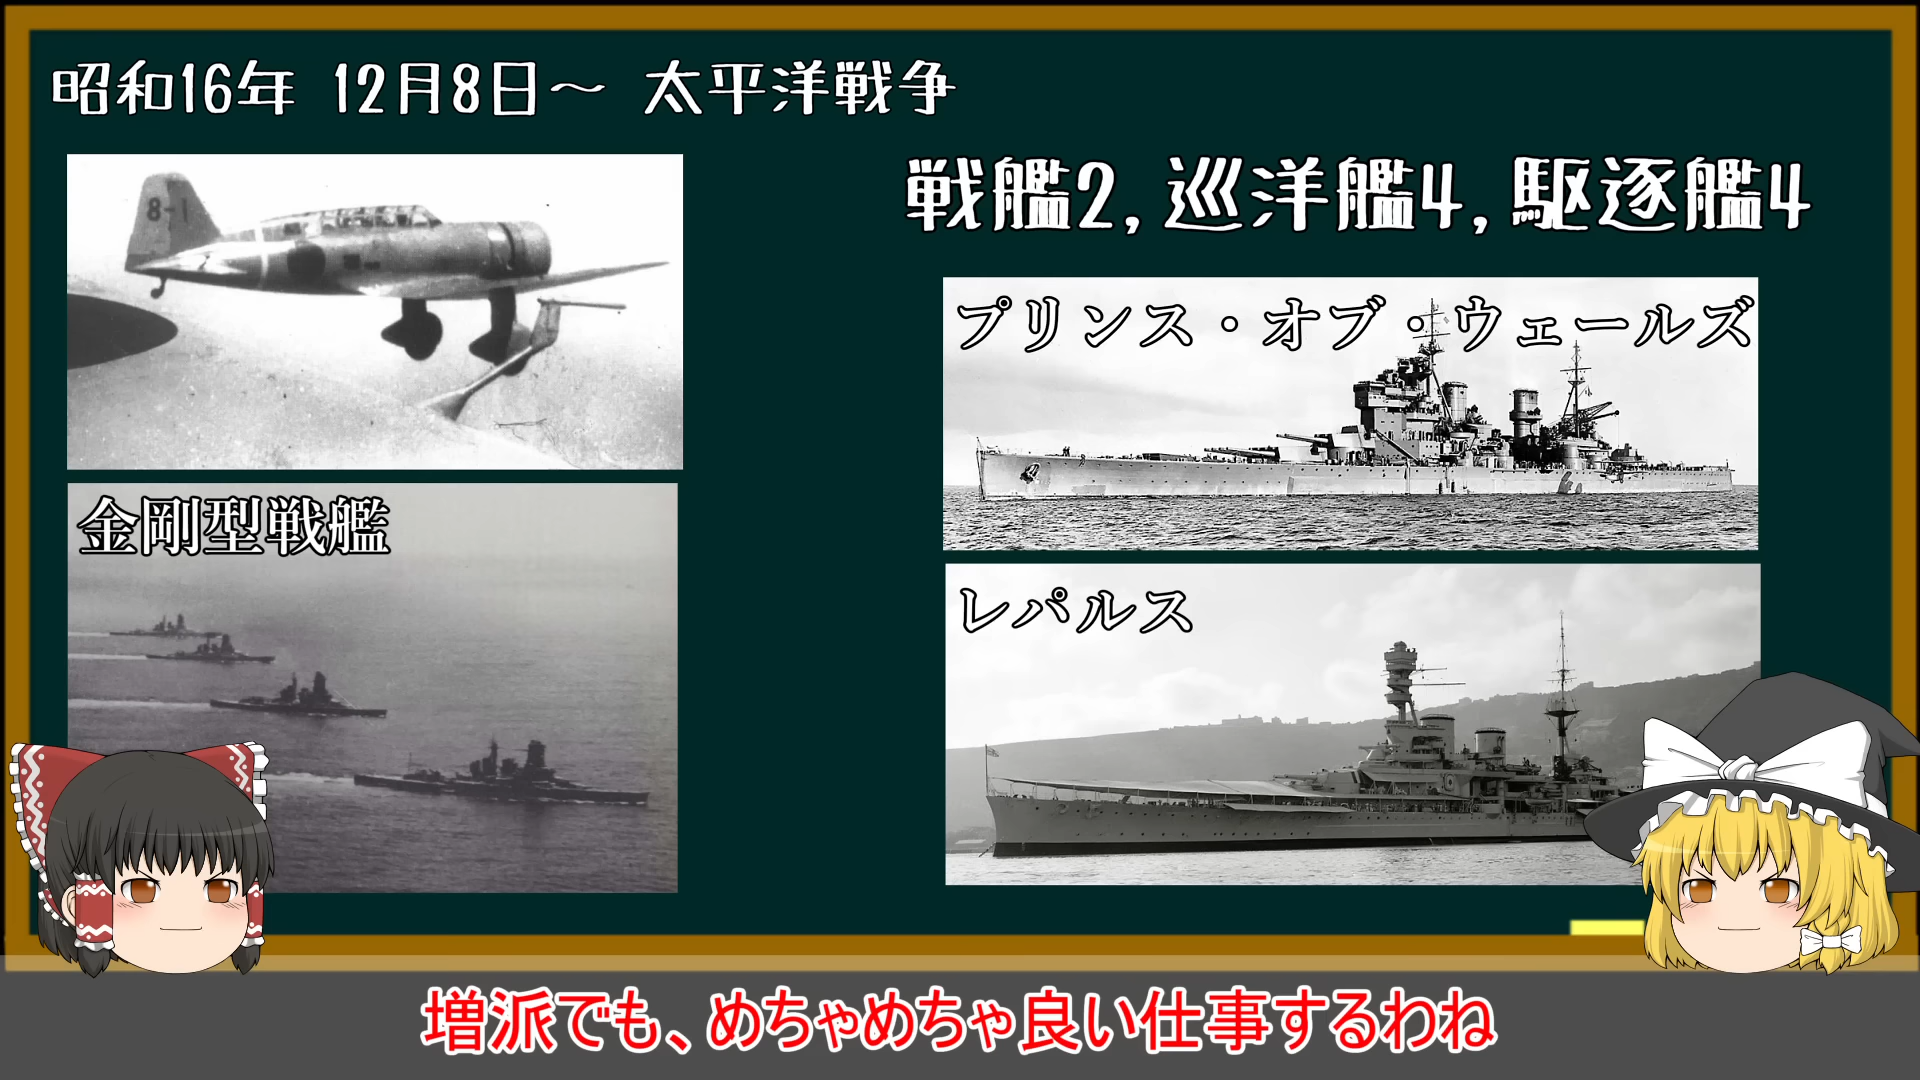 昭和16年 12月8日～ 太平洋戦争
戦艦2,巡洋艦4,駆逐艦4
8-1
プリンス・オブ・ウェールズ
金剛型戦艦
レパルス
増派でも、めちゃめちゃ良い仕事するわね